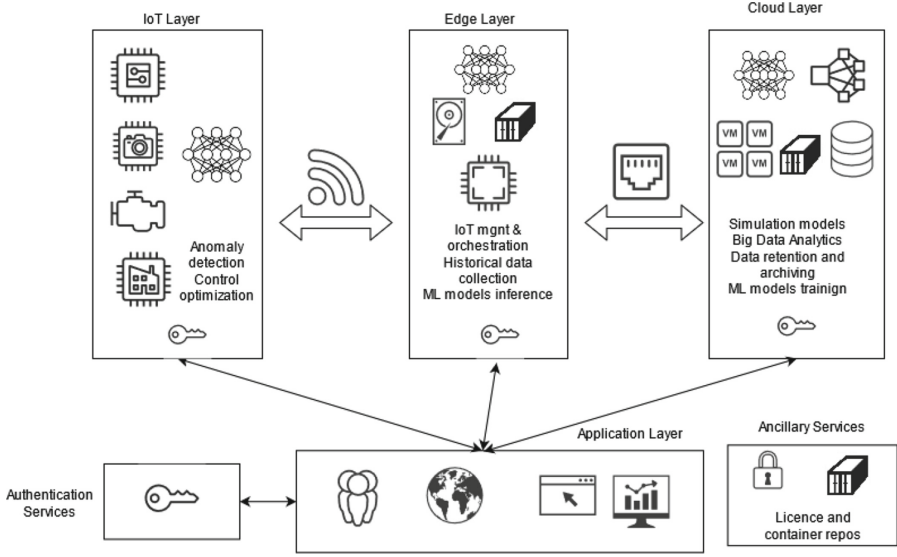 IoT Layer
Edge Layer
Cloud Layer
Anomaly
detection
Control
optimization
IoT mgnt &
orchestration
Historical data
collection
ML models inference
VM VM
VM VM
Simulation models
Big Data Analytics
Data retention and
archiving
ML models trainign
Application Layer
Ancillary Services
Authentication
Services
Licence and
container repos